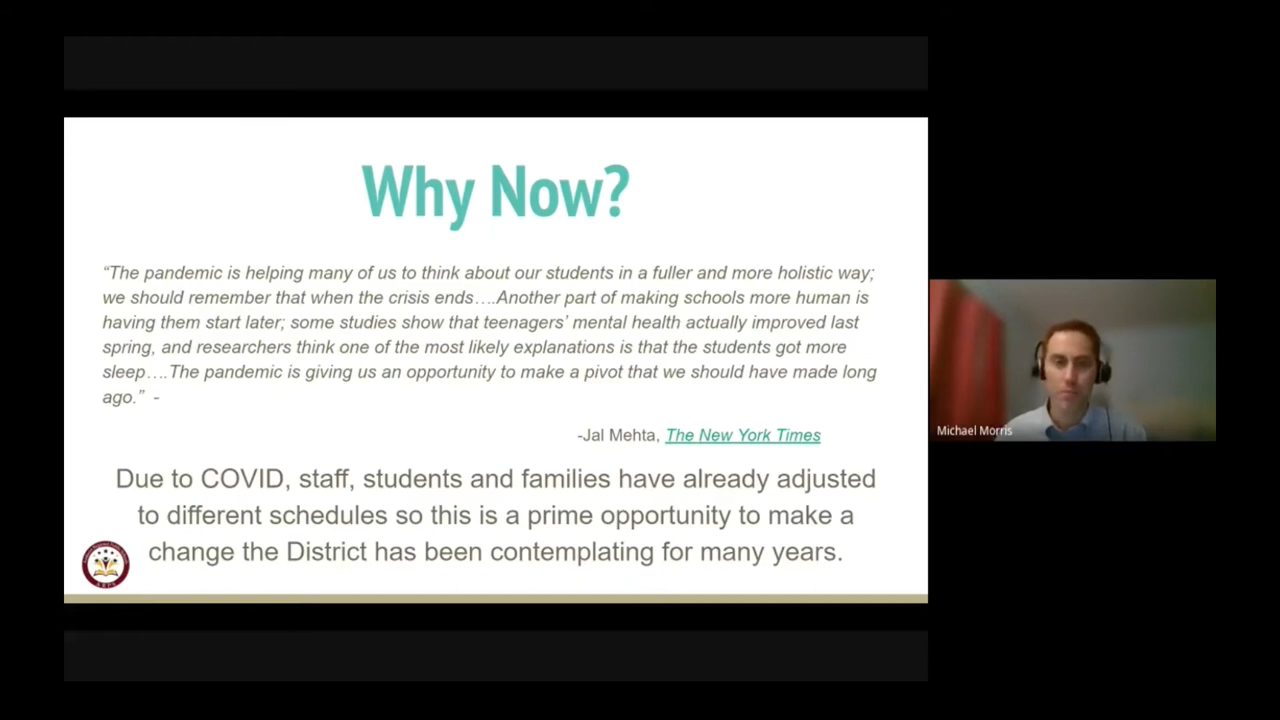 Why Now?
“The pandemic is helping many of us to think about our students in a fuller and more holistic way;
we should remember that when the crisis ends….Another part of making schools more human is
having them start later; some studies show that teenagers’ mental health actually improved last
spring, and researchers think one of the most likely explanations is that the students got more
sleep….The pandemic is giving us an opportunity to make a pivot that we should have made long
ago.” -
-Jal Mehta, The New York Times
Due to COVID, staff, students and families have already adjusted
to different schedules so this is a prime opportunity to make a
change the District has been contemplating for many years.
Michael Morris